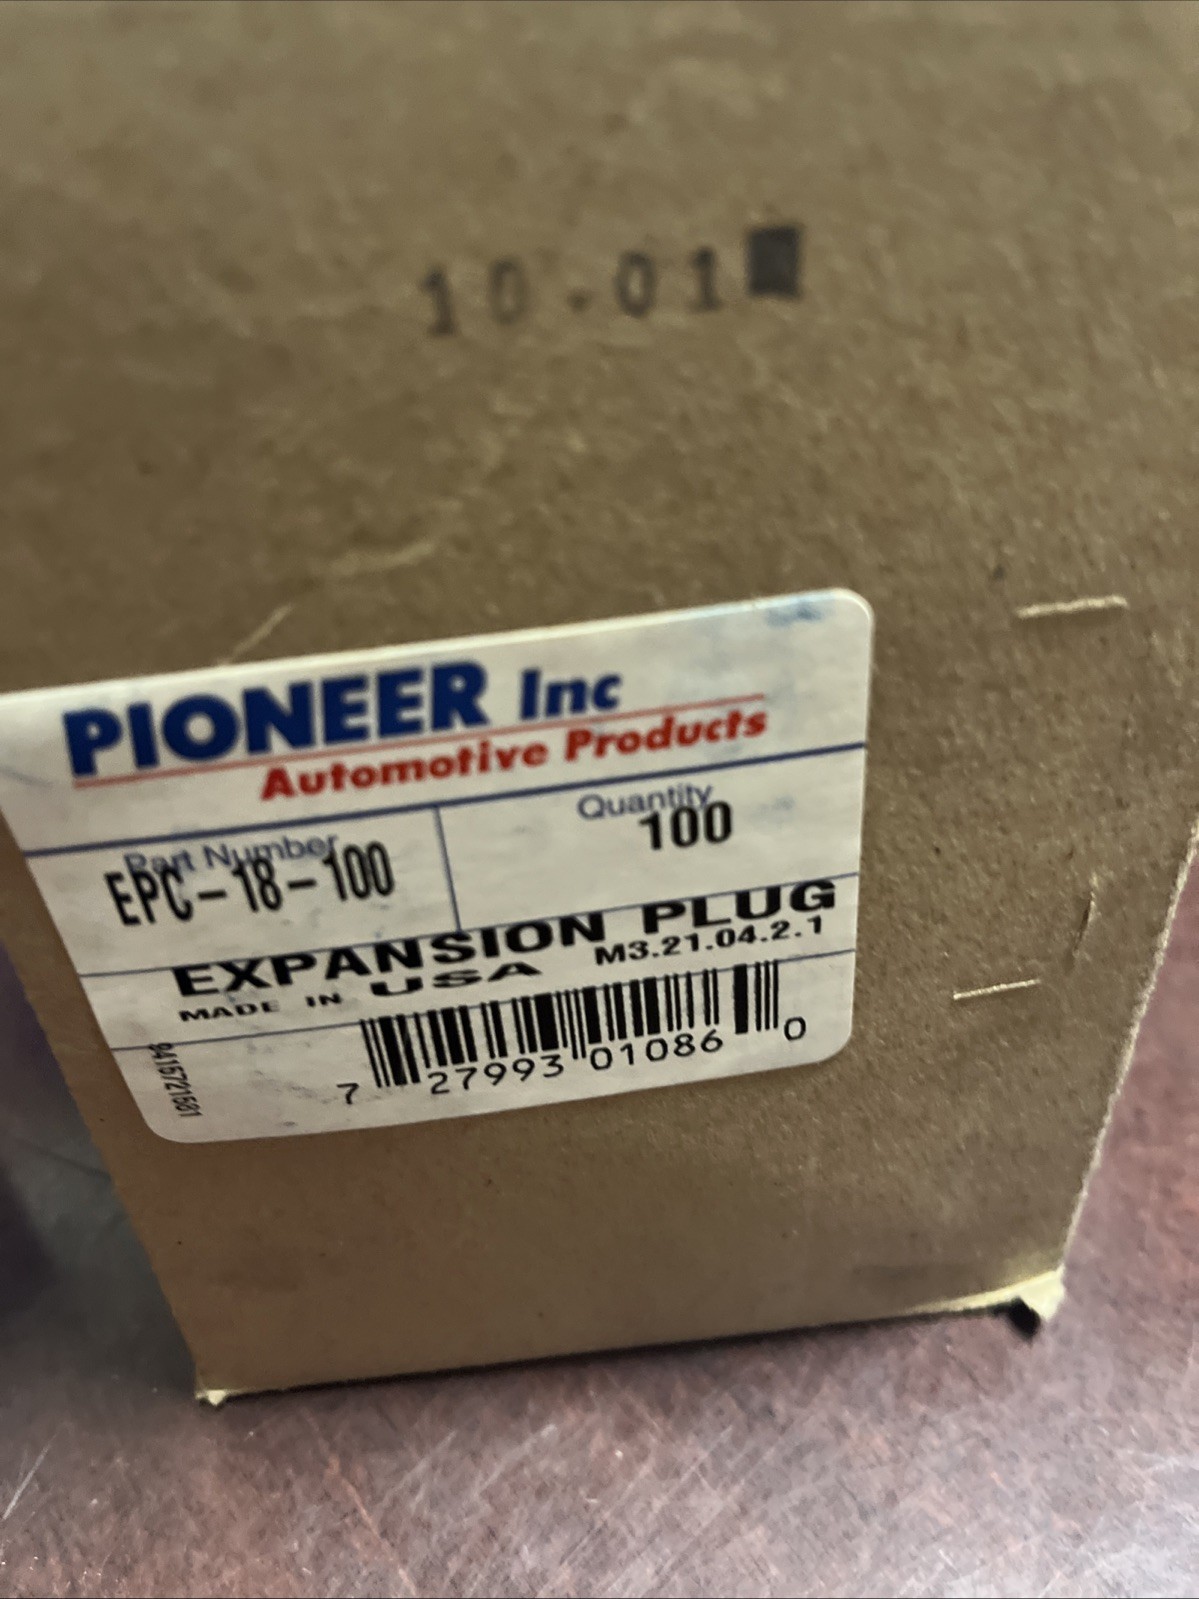 10.01
PIONEER Inc
Automotive Products
Part Number
EPC-18-100
Quantity
100
EXPANSION PLUG
MADE IN USA M3.21.04.2.1
7 27993 01086 0
9415721581